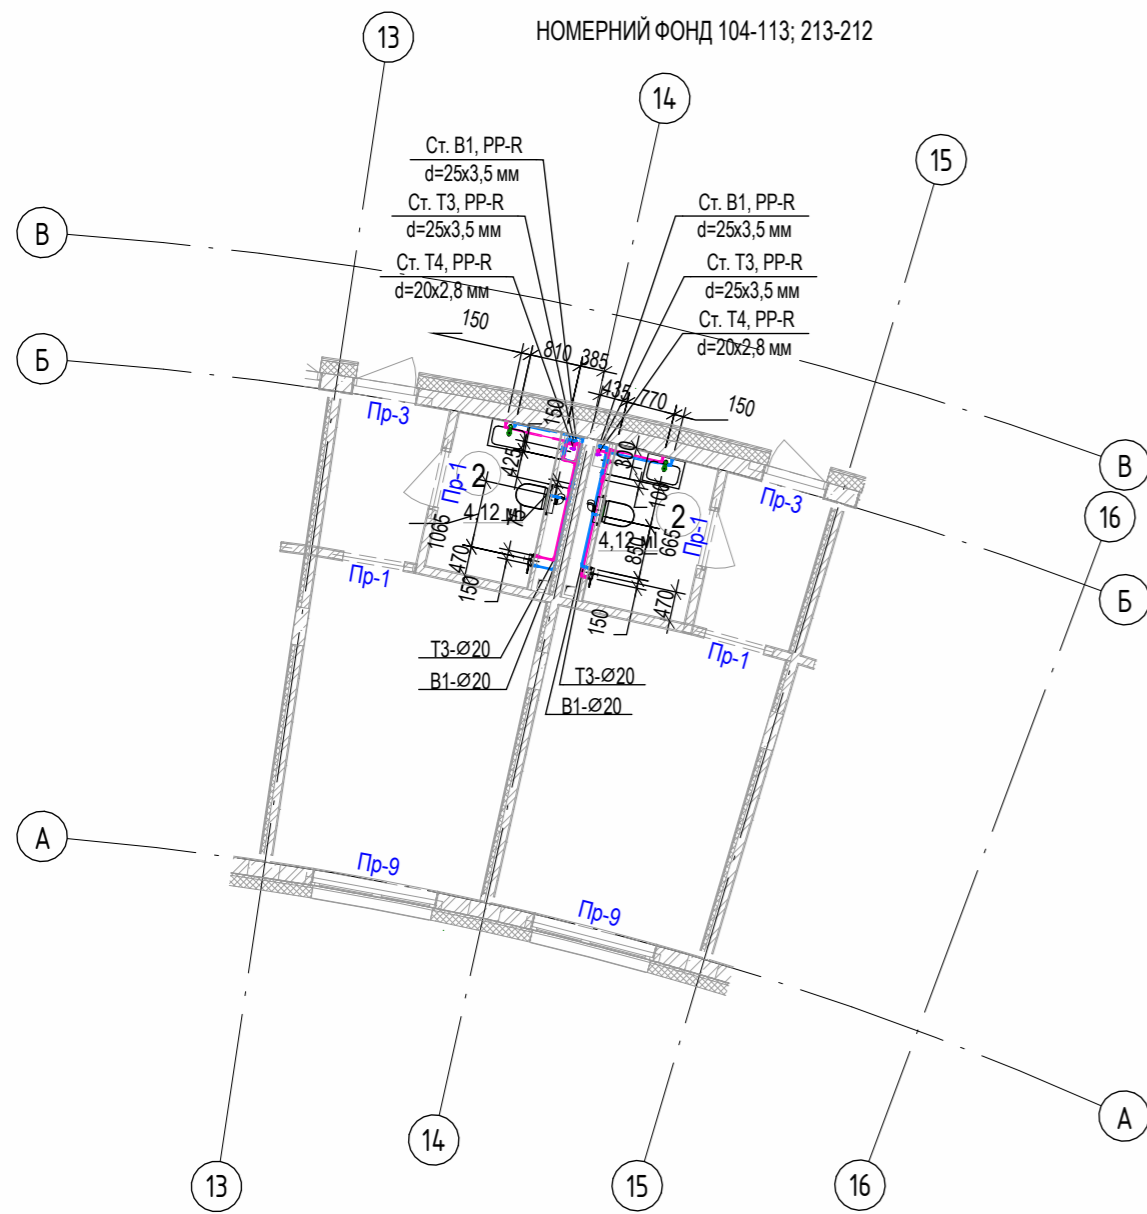 НОМЕРНИЙ ФОНД 104-113; 213-212
13
14
15
Ст. В1, PP-R
d=25x3,5 мм
Ст. Т3, PP-R
d=25x3,5 мм
Ст. Т4, PP-R
d=20x2,8 мм
Ст. В1, PP-R
d=25x3,5 мм
Ст. Т3, PP-R
d=25x3,5 мм
Ст. Т4, PP-R
d=20x2,8 мм
В
Б
150
810
385
435
770
150
Пр-3
150
425
300
100
В
Пр-3
Пр-1
2
4,12 м
2
4,12 м
Пр-1
16
1065
470
150
665
850
470
150
Пр-1
Пр-1
Б
Т3-Ø20
В1-Ø20
Т3-Ø20
В1-Ø20
А
Пр-9
Пр-9
А
13
14
15
16